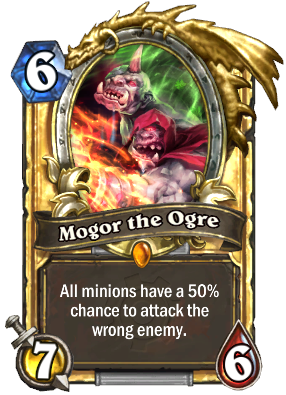 6
Mogor the Ogre
All minions have a 50%
chance to attack the
wrong enemy.
7
6